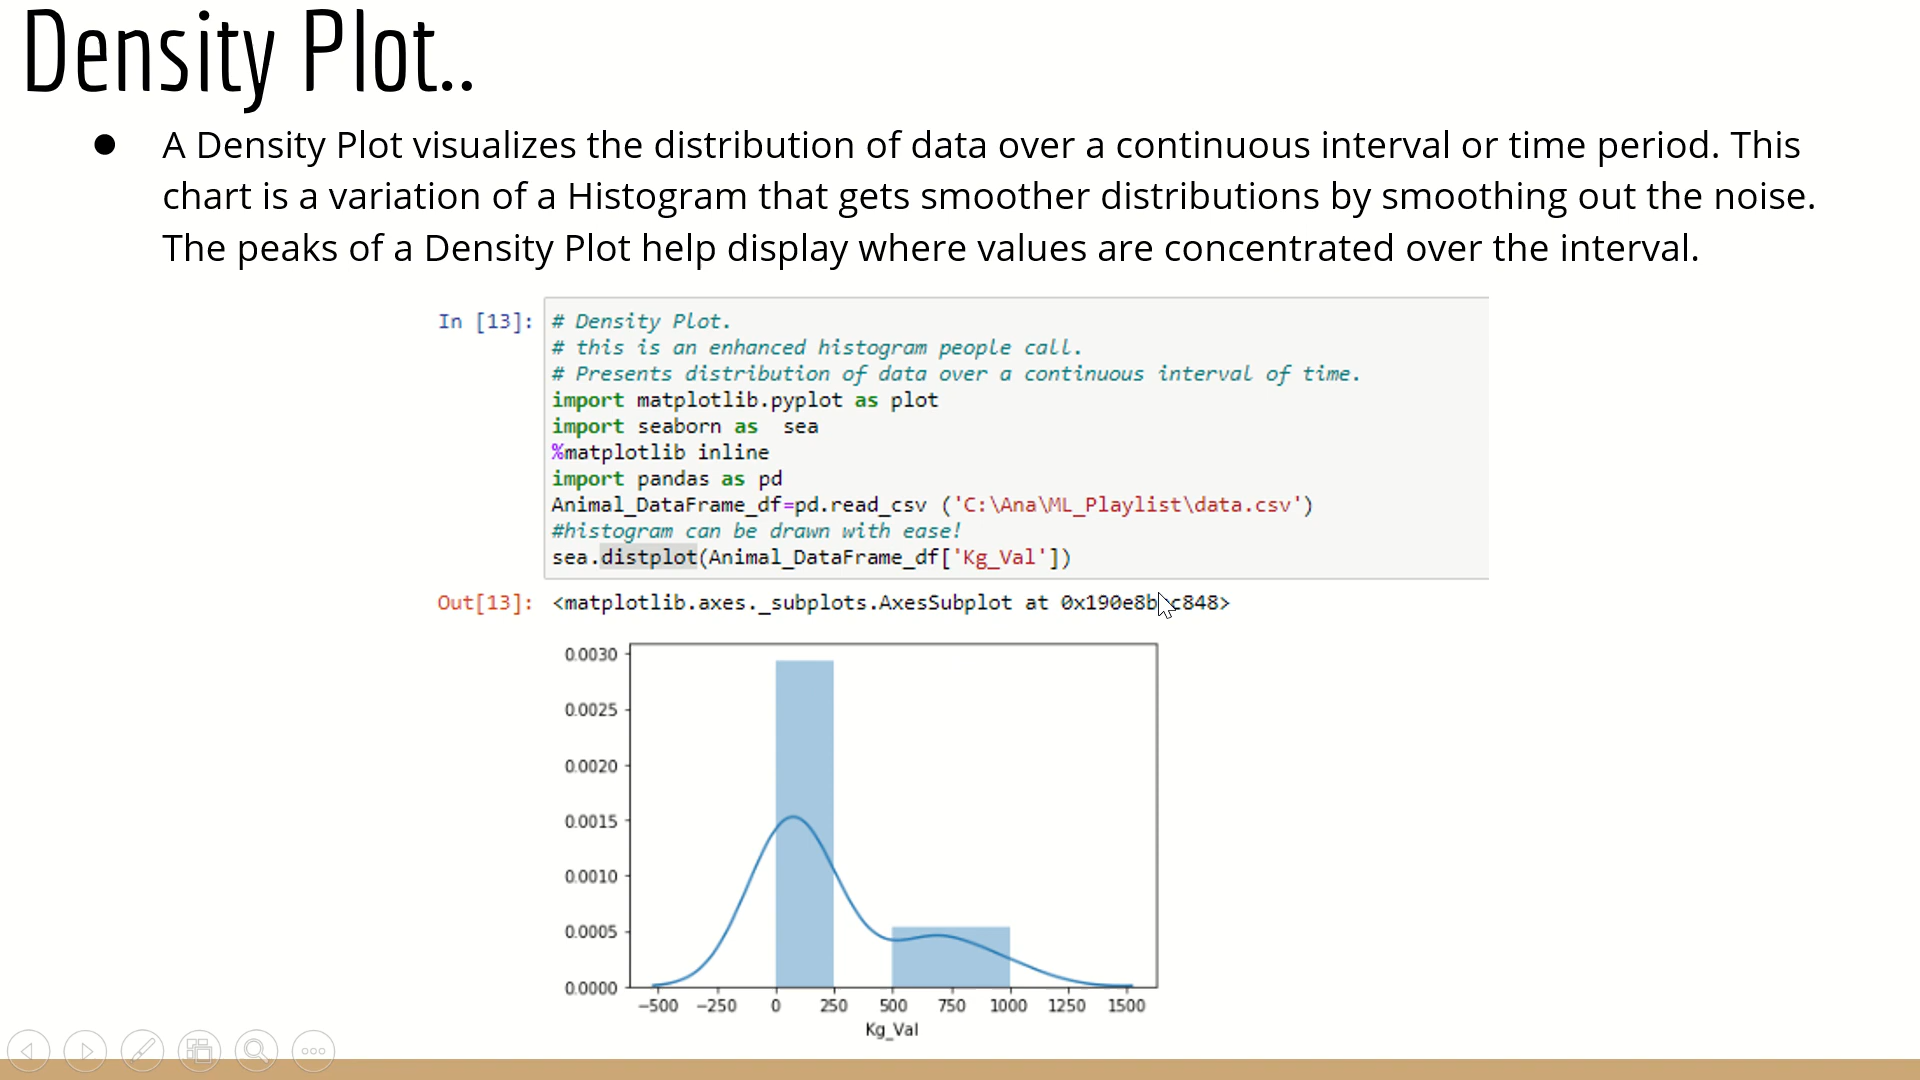 Density Plot..
● A Density Plot visualizes the distribution of data over a continuous interval or time period. This
chart is a variation of a Histogram that gets smoother distributions by smoothing out the noise.
The peaks of a Density Plot help display where values are concentrated over the interval.
In [13]: # Density Plot.
# this is an enhanced histogram people call.
# Presents distribution of data over a continuous interval of time.
import matplotlib.pyplot as plot
import seaborn as  sea
%matplotlib inline
import pandas as pd
Animal_DataFrame_df=pd.read_csv ('C:\Ana\ML_Playlist\data.csv')
#histogram can be drawn with ease!
sea.distplot(Animal_DataFrame_df['Kg_Val'])
Out[13]: <matplotlib.axes._subplots.AxesSubplot at
0.0030
0.0025
0.0020
0.0015
0.0010
0.0005
0.0000
−500 −250 0 250 500 750 1000 1250 1500
Kg_Val